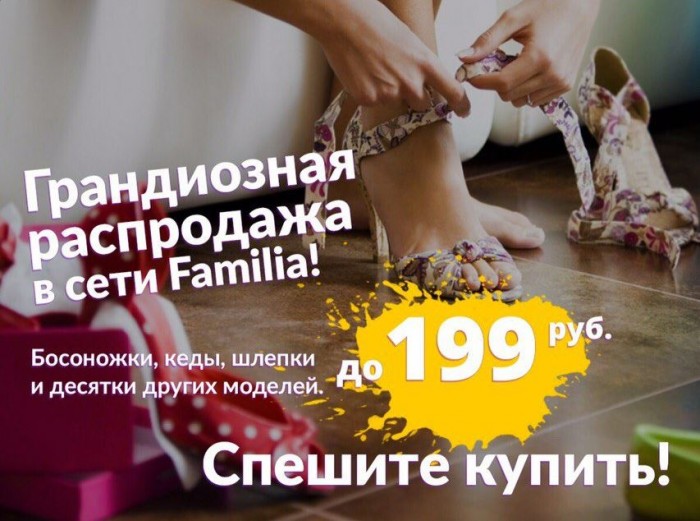 Грандиозная
распродажа
в сети Familia!
Босоножки, кеды, шлепки
и десятки других моделей.
до 199 руб.
Спешите купить!